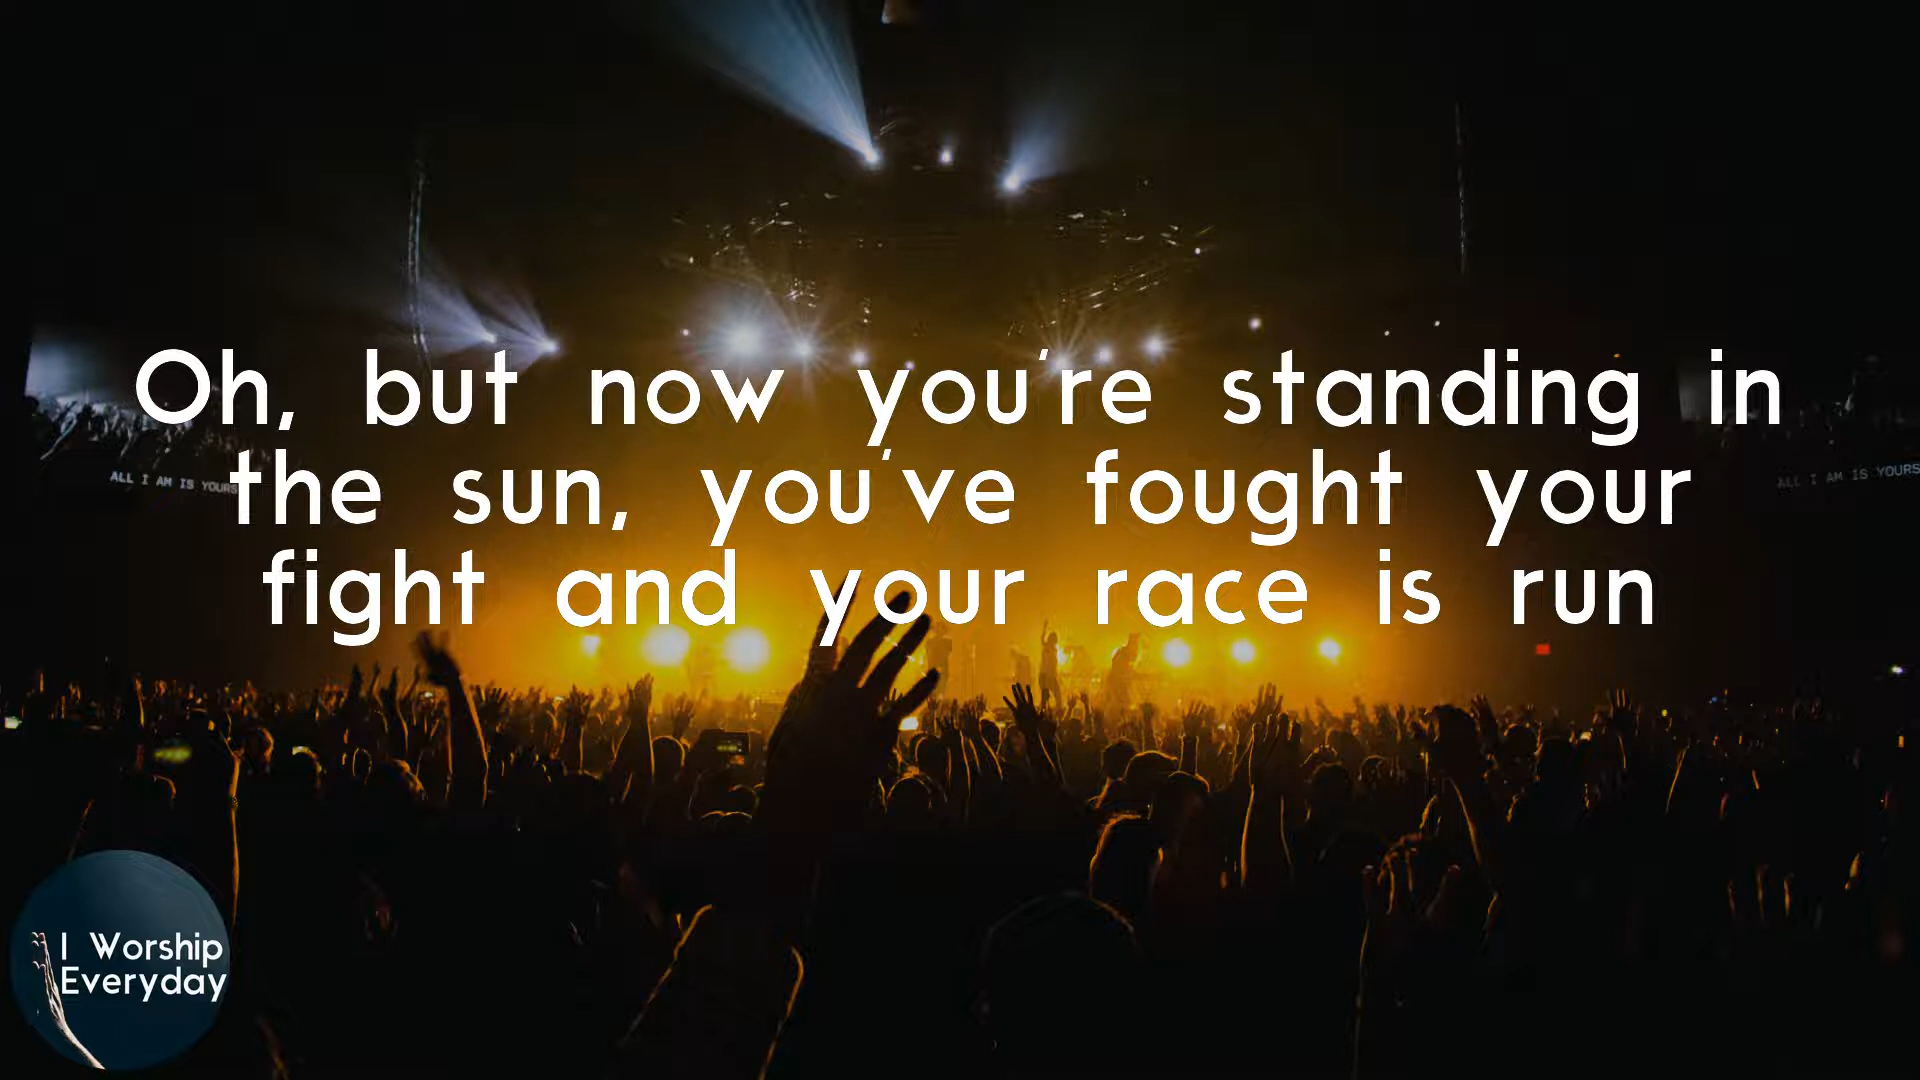 Oh, but now you're standing in
the sun, you've fought your
fight and your race is run
ALL I AM IS YOURS
ALL I AM IS YOURS
I Worship
Everyday